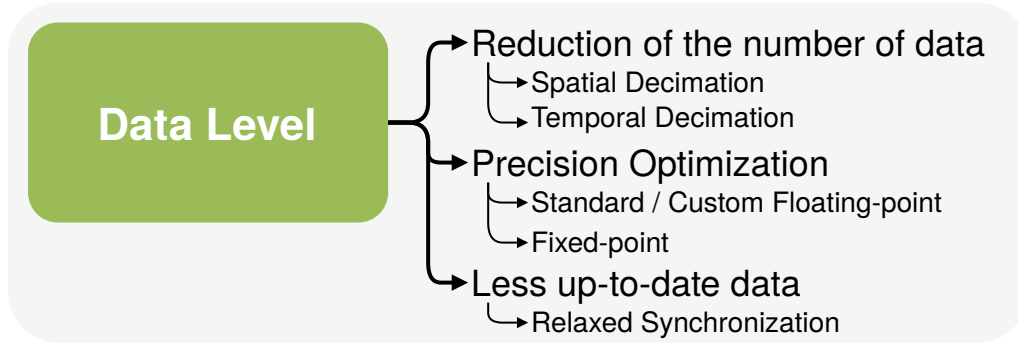 Data Level
Reduction of the number of data
Spatial Decimation
Temporal Decimation
Precision Optimization
Standard / Custom Floating-point
Fixed-point
Less up-to-date data
Relaxed Synchronization